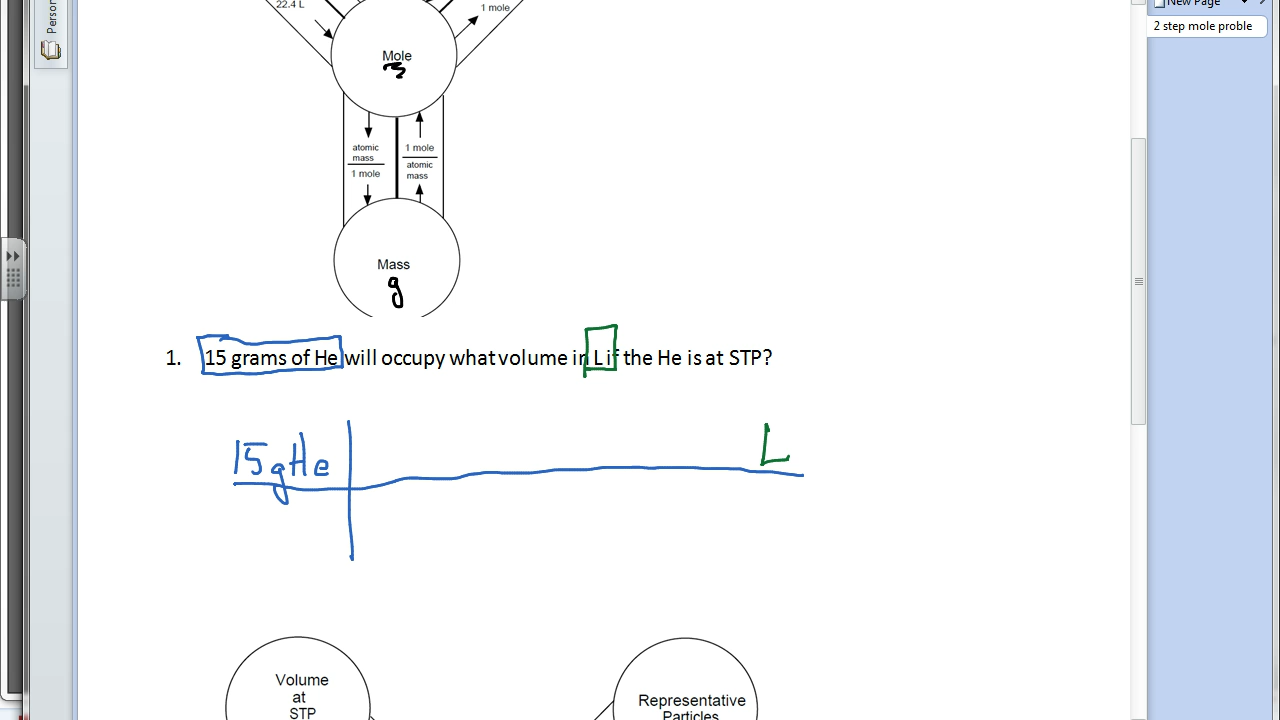 New Page
2 step mole proble
22.4 L
1 mole
Mole
atomic
mass
1 mole
1 mole
atomic
mass
Mass
g
1. 15 grams of He will occupy what volume in L if the He is at STP?
15 g He
L
Volume
at
STP
Representative
Particles